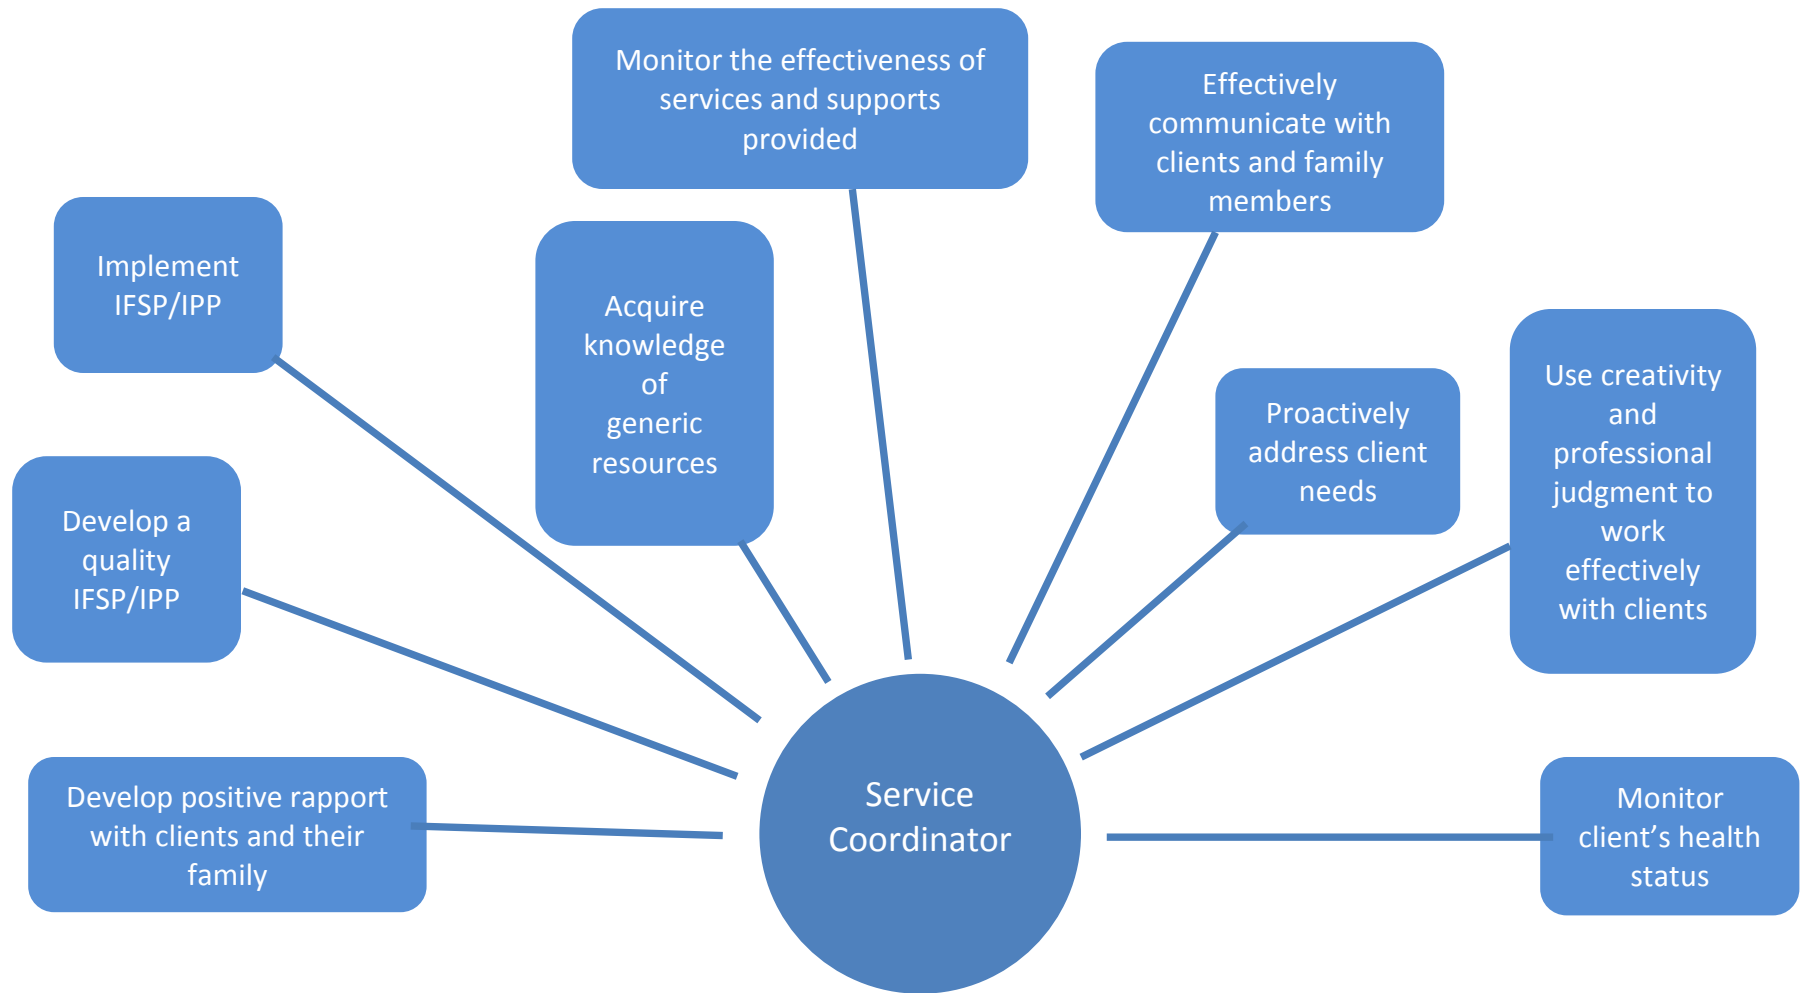 Monitor the effectiveness of
services and supports
provided
Effectively
communicate with
clients and family
members
Implement
IFSP/IPP
Acquire
knowledge
of
generic
resources
Proactively
address client
needs
Use creativity
and
professional
judgment to
work
effectively
with clients
Develop a
quality
IFSP/IPP
Develop positive rapport
with clients and their
family
Service
Coordinator
Monitor
client’s health
status